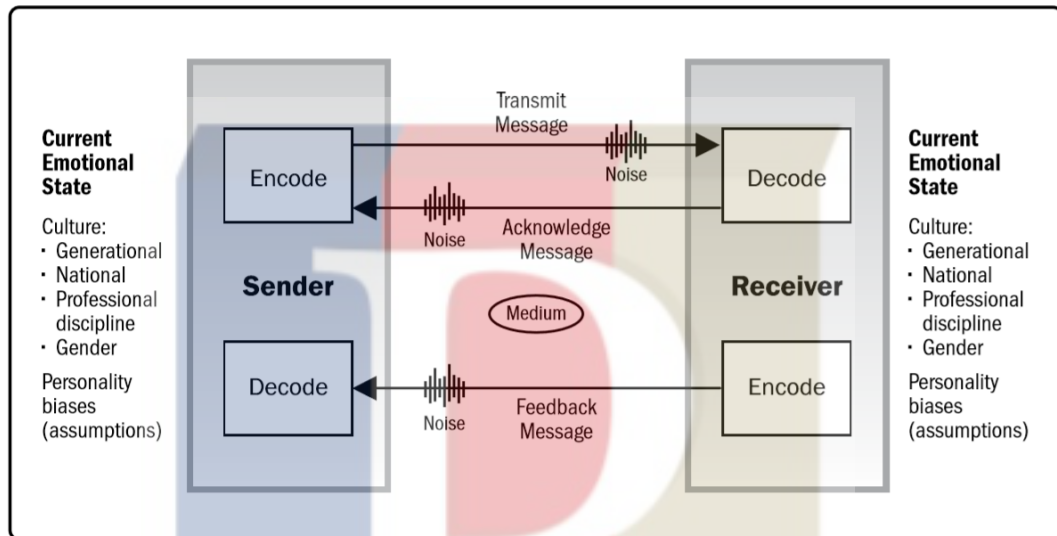 Current
Emotional
State
Culture:
· Generational
· National
· Professional
discipline
· Gender
Personality
biases
(assumptions)
Encode
Sender
Decode
Transmit
Message
Noise
Noise
Acknowledge
Message
Medium
Noise
Feedback
Message
Decode
Receiver
Encode
Current
Emotional
State
Culture:
· Generational
· National
· Professional
discipline
· Gender
Personality
biases
(assumptions)